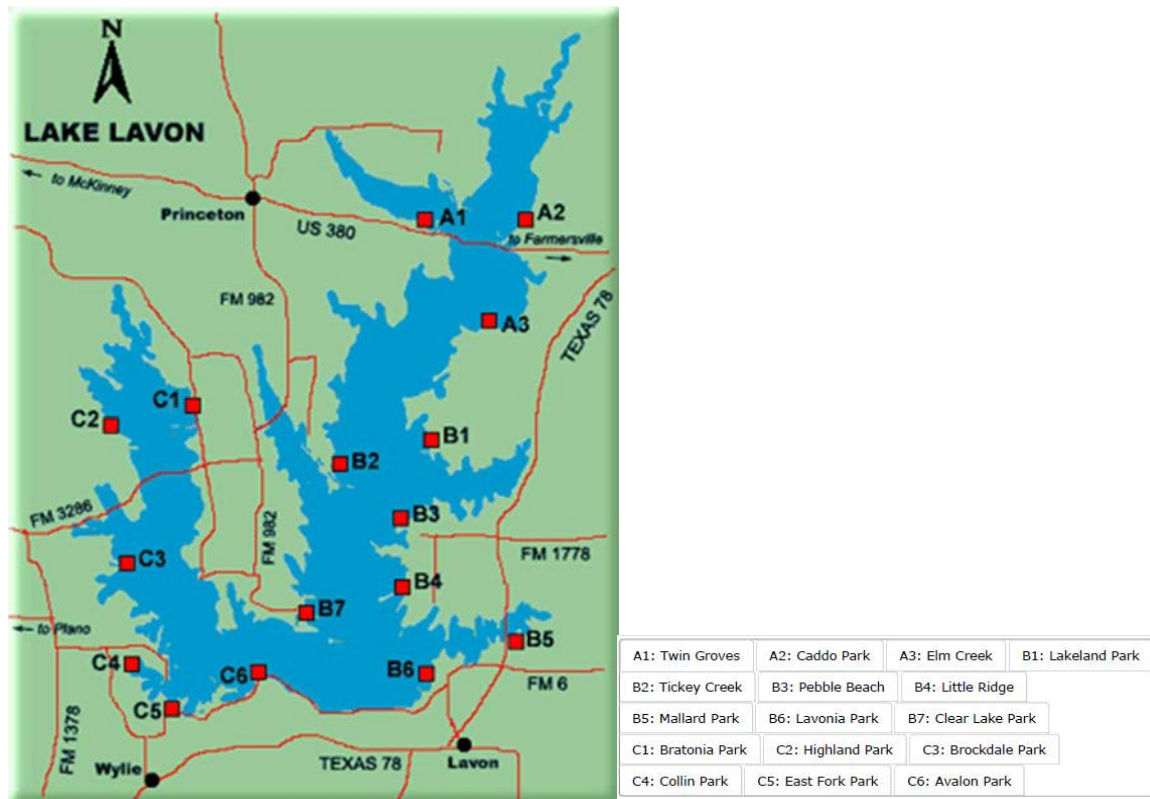 N
LAKE LAVON
to McKinney
Princeton
US 380
A1
A2
to Farmersville
FM 982
TEXAS 78
A3
C1
C2
B1
B2
FM 3286
FM 982
B3
FM 1778
C3
B4
B7
to Plano
B5
C4
C6
B6
FM 6
C5
FM 1378
TEXAS 78
Lavon
Wylie
A1: Twin Groves A2: Caddo Park A3: Elm Creek B1: Lakeland Park
B2: Tickey Creek B3: Pebble Beach B4: Little Ridge
B5: Mallard Park B6: Lavonia Park B7: Clear Lake Park
C1: Bratonia Park C2: Highland Park C3: Brockdale Park
C4: Collin Park C5: East Fork Park C6: Avalon Park